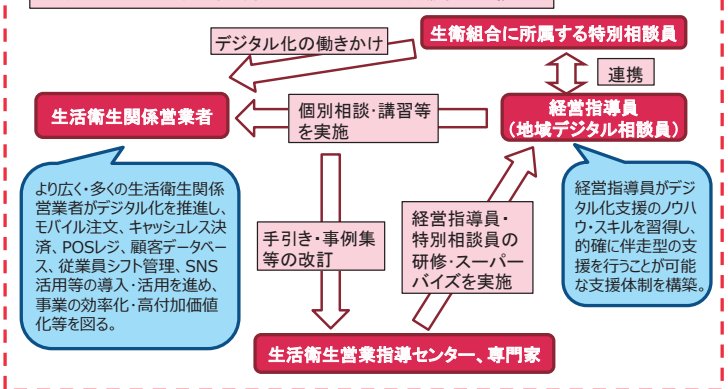 生衛組合に所属する特別相談員
デジタル化の働きかけ
連携
生活衛生関係営業者
個別相談・講習等
を実施
経営指導員
（地域デジタル相談員）
より広く・多くの生活衛生関係
営業者がデジタル化を推進し、
モバイル注文、キャッシュレス決
済、POSレジ、顧客データベー
ス、従業員シフト管理、SNS
活用等の導入・活用を進め、
事業の効率化・高付加価値
化等を図る。
手引き・事例集
等の改訂
経営指導員・
特別相談員の
研修・スーパー
バイズを実施
経営指導員がデジ
タル化支援のノウハ
ウ・スキルを習得し、
的確に伴走型の支
援を行うことが可能
な支援体制を構築。
生活衛生営業指導センター、専門家